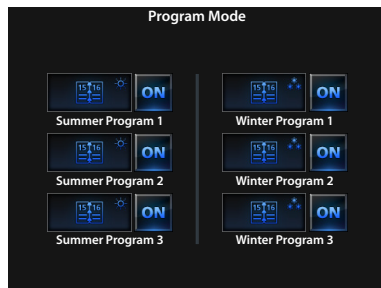 Program Mode
15 16 ON 15 16 ON
Summer Program 1 Winter Program 1
15 16 ON 15 16 ON
Summer Program 2 Winter Program 2
15 16 ON 15 16 ON
Summer Program 3 Winter Program 3